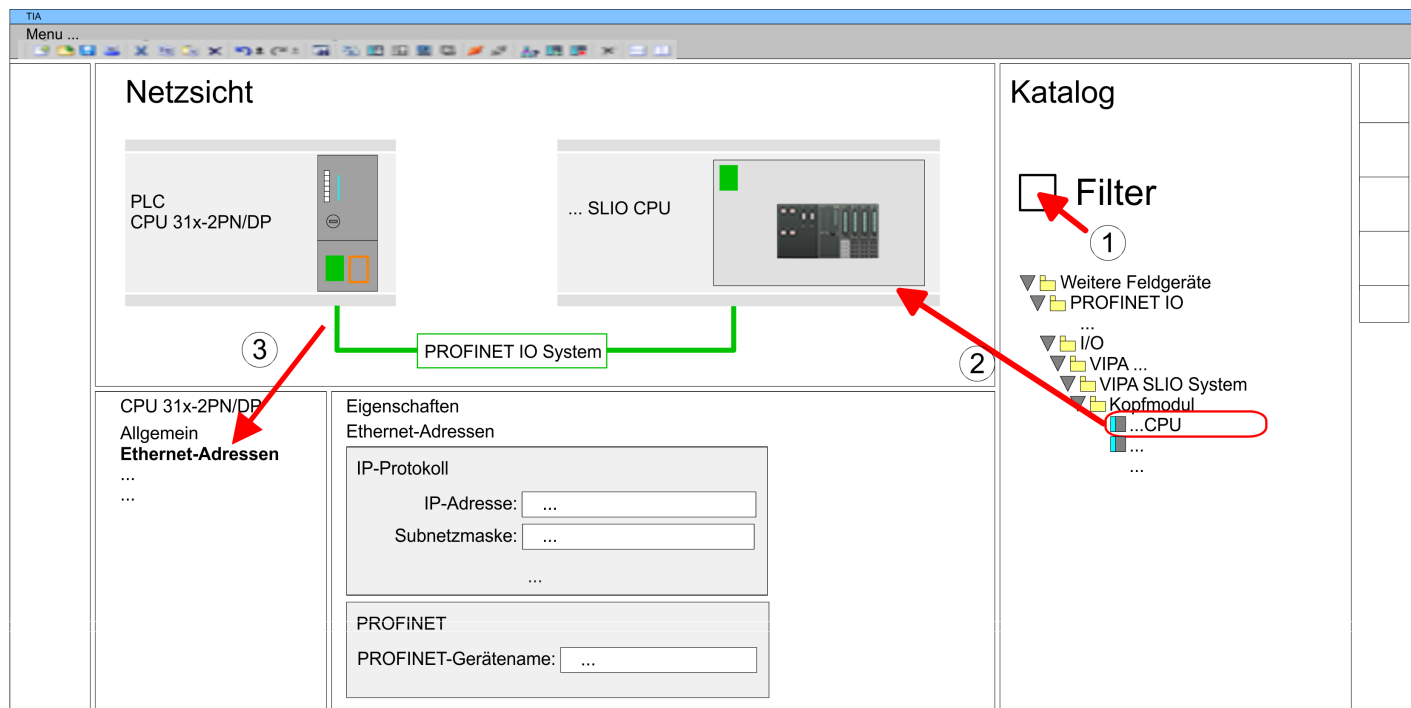 TIA
Menu ...
Netzsicht
PLC
CPU 31x-2PN/DP
... SLIO CPU
PROFINET IO System
3
2
Katalog
Filter
1
Weitere Feldgeräte
PROFINET IO
...
I/O
VIPA ...
VIPA SLIO System
Kopfmodul
...CPU
...
...
CPU 31x-2PN/DP
Allgemein
Ethernet-Adressen
...
...
Eigenschaften
Ethernet-Adressen
IP-Protokoll
IP-Adresse: ...
Subnetzmaske: ...
...
PROFINET
PROFINET-Gerätename: ...